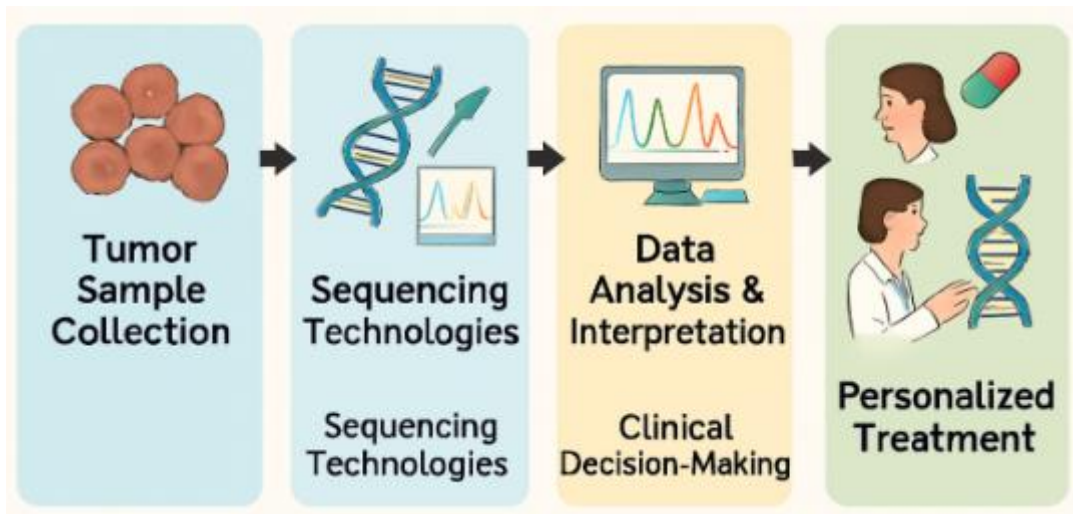 Tumor
Sample
Collection
Sequencing
Technologies
Sequencing
Technologies
Data
Analysis &
Interpretation
Clinical
Decision-Making
Personalized
Treatment